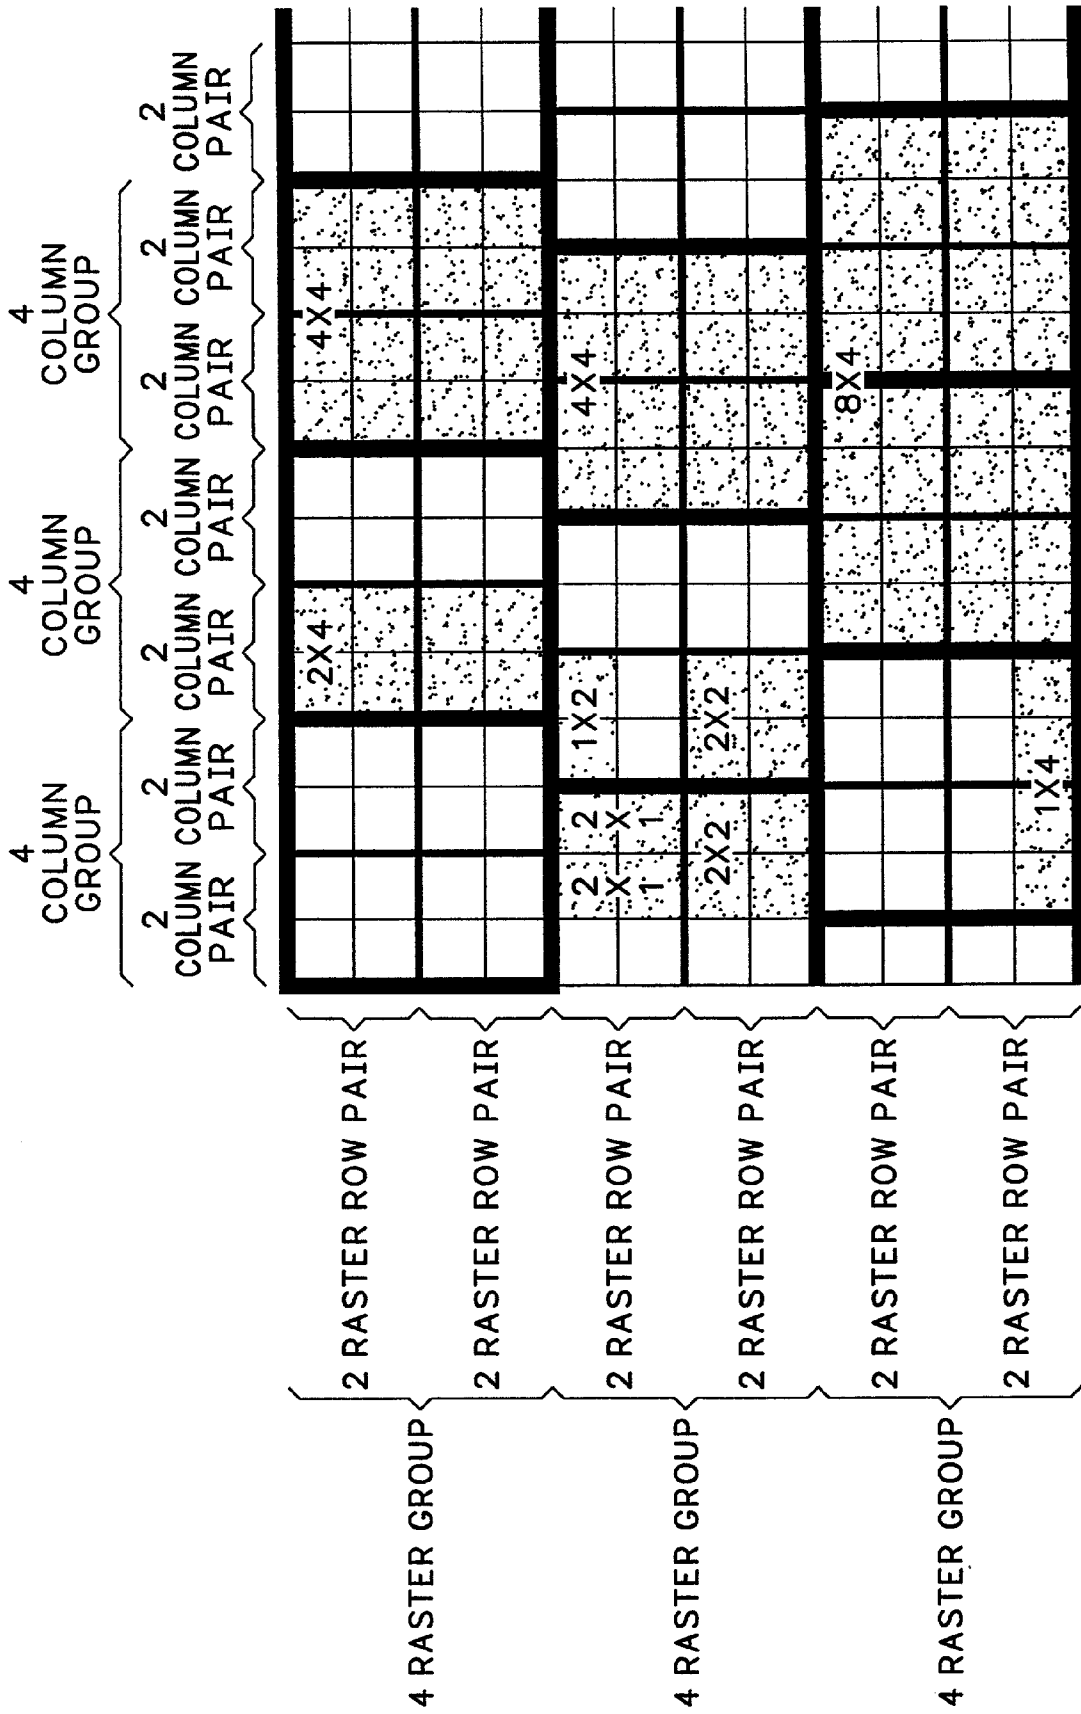 4
COLUMN
GROUP
4
COLUMN
GROUP
4
COLUMN
GROUP
2
COLUMN
PAIR
2
COLUMN
PAIR
2
COLUMN
PAIR
2
COLUMN
PAIR
2
COLUMN
PAIR
2
COLUMN
PAIR
2
COLUMN
PAIR
4 RASTER GROUP
2 RASTER ROW PAIR
2X4
4X4
2 RASTER ROW PAIR
4 RASTER GROUP
2 RASTER ROW PAIR
2
X
1
2
X
1
1X2
4X4
2 RASTER ROW PAIR
2X2
2X2
4 RASTER GROUP
2 RASTER ROW PAIR
8X4
2 RASTER ROW PAIR
1X4